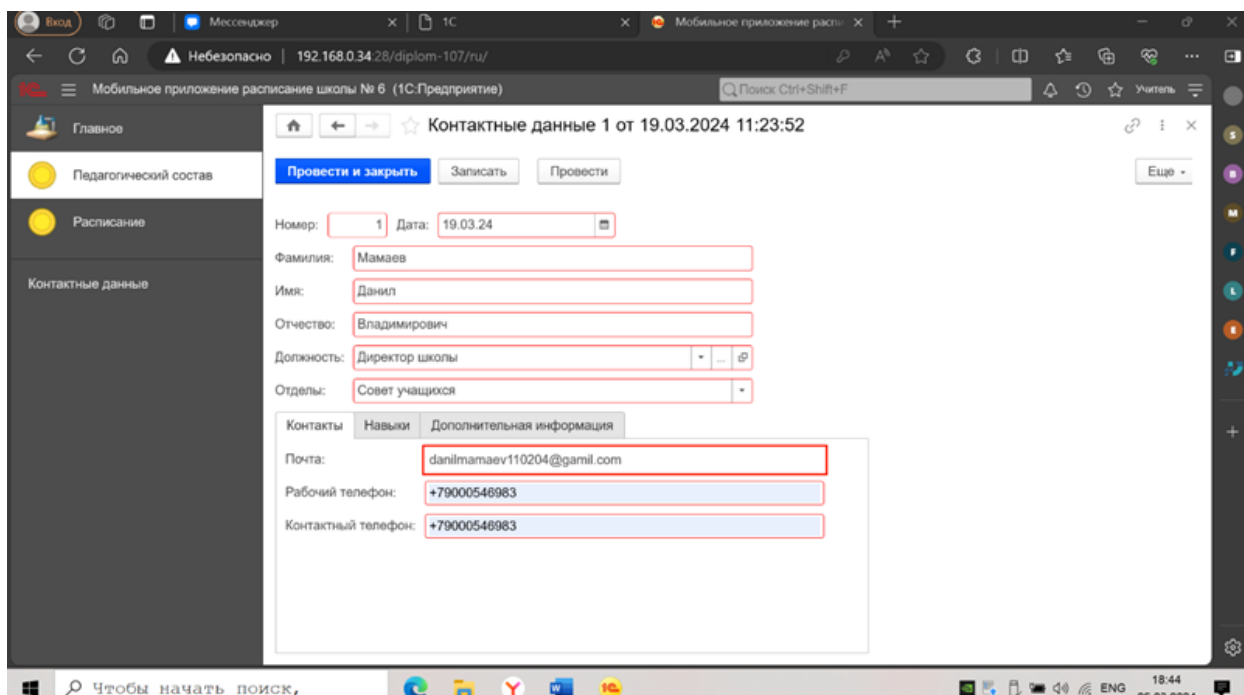 Вход
Мессенджер
1C
Мобильное приложение распи
Небезопасно
192.168.0.34:28/diplom-107/ru/
Мобильное приложение расписание школы № 6 (1С:Предприятие)
Поиск Ctrl+Shift+F
Учитель
Главное
Педагогический состав
Расписание
Контактные данные
Контактные данные 1 от 19.03.2024 11:23:52
Провести и закрыть
Записать
Провести
Еще
Номер: 1 Дата: 19.03.24
Фамилия: Мамаев
Имя: Данил
Отчество: Владимирович
Должность: Директор школы
Отделы: Совет учащихся
Контакты
Навыки
Дополнительная информация
Почта: danilmamaev110204@gamil.com
Рабочий телефон: +79000546983
Контактный телефон: +79000546983
Чтобы начать поиск,
ENG
18:44